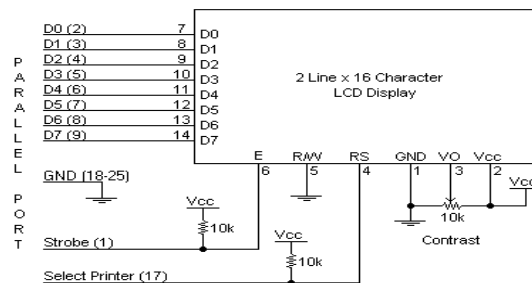 PARALLEL PORT
D0 (2) 7 D0
D1 (3) 8 D1
D2 (4) 9 D2
D3 (5) 10 D3
D4 (6) 11 D4
D5 (7) 12 D5
D6 (8) 13 D6
D7 (9) 14 D7
2 Line x 16 Character
LCD Display
E R/W RS GND VO Vcc
6 5 4 1 3 2
GND (18-25)
Vcc
Vcc
10k
10k
Contrast
Strobe (1)
Vcc
10k
Select Printer (17)